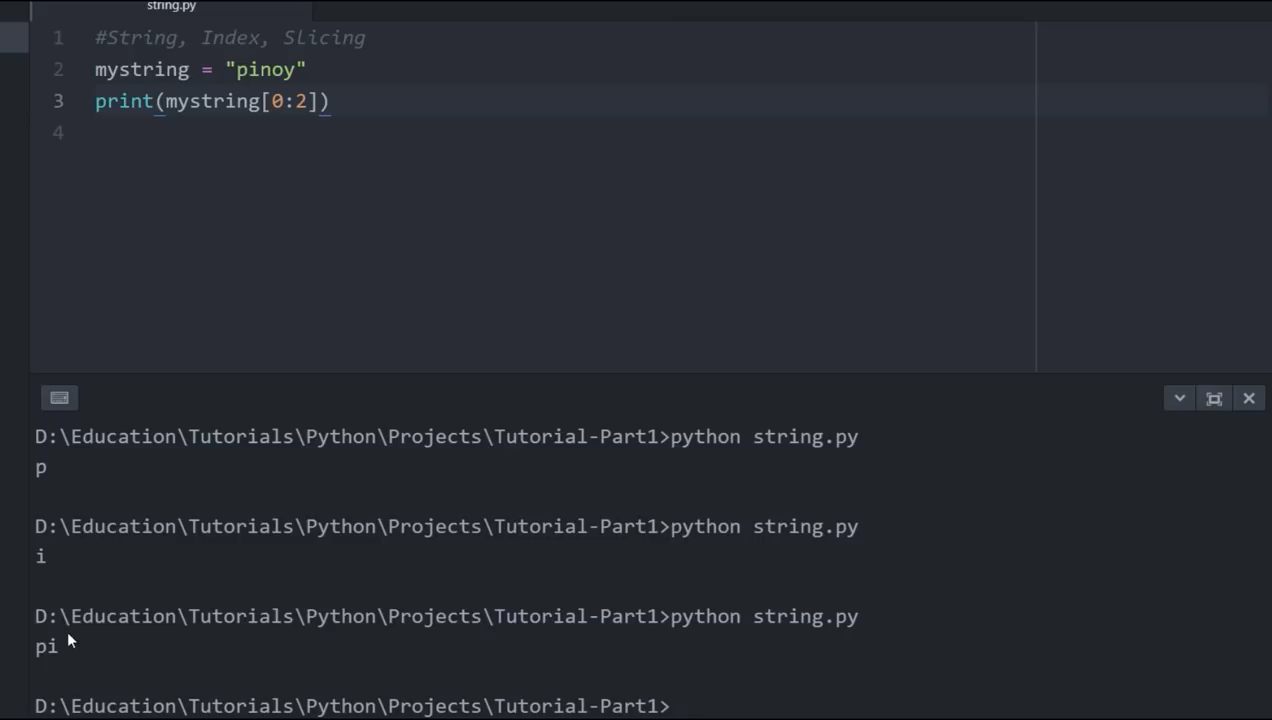 string.py
1 #String, Index, Slicing
2 mystring = "pinoy"
3 print(mystring[0:2])
4
D:\Education\Tutorials\Python\Projects\Tutorial-Part1>python string.py
p
D:\Education\Tutorials\Python\Projects\Tutorial-Part1>python string.py
i
D:\Education\Tutorials\Python\Projects\Tutorial-Part1>python string.py
pi
D:\Education\Tutorials\Python\Projects\Tutorial-Part1>